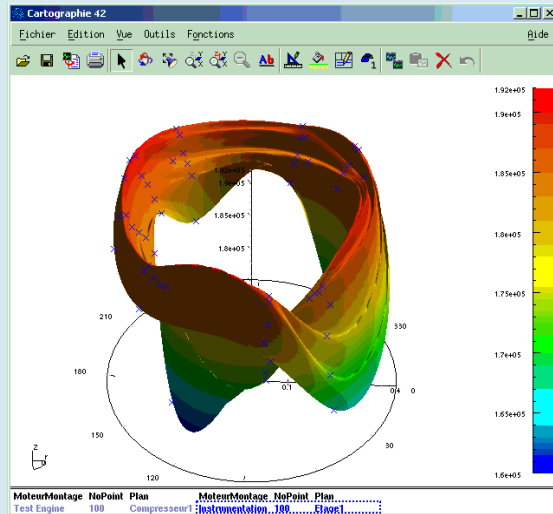 Cartographie 42
Fichier Edition Vue Outils Fonctions Aide
Ab 1
1.92e+05
1.9e+05
1.85e+05
1.8e+05
1.75e+05
1.7e+05
1.65e+05
1.6e+05
1.92e+05
1.9e+05
1.85e+05
1.8e+05
210
180
150
120
330
0.1
0.4 0
30
z
r
θ
MoteurMontage NoPoint Plan MoteurMontage NoPoint Plan
Test Engine 100 Compresseur1 Instrumentation 100 Etage1